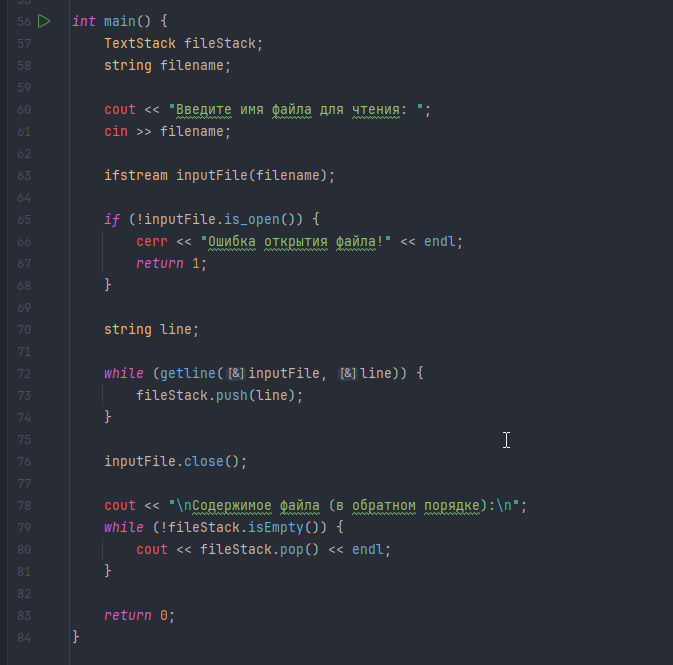 55
56 int main() {
57 TextStack fileStack;
58 string filename;
59
60 cout << "Введите имя файла для чтения: ";
61 cin >> filename;
62
63 ifstream inputFile(filename);
64
65 if (!inputFile.is_open()) {
66 cerr << "Ошибка открытия файла!" << endl;
67 return 1;
68 }
69
70 string line;
71
72 while (getline([&]inputFile, [&]line)) {
73 fileStack.push(line);
74 }
75
76 inputFile.close();
77
78 cout << "\nСодержимое файла (в обратном порядке):\n";
79 while (!fileStack.isEmpty()) {
80 cout << fileStack.pop() << endl;
81 }
82
83 return 0;
84 }